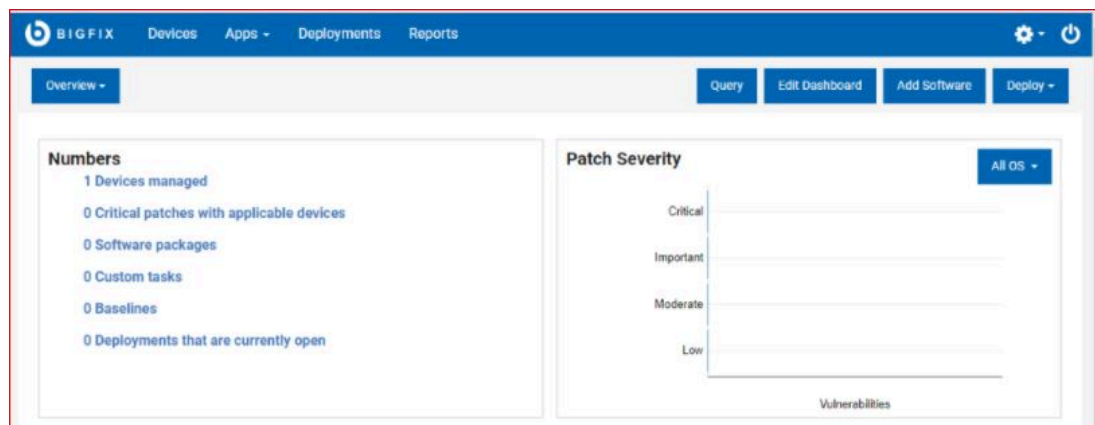 BIGFIX Devices Apps Deployments Reports
Overview Query Edit Dashboard Add Software Deploy
Numbers
1 Devices managed
0 Critical patches with applicable devices
0 Software packages
0 Custom tasks
0 Baselines
0 Deployments that are currently open
Patch Severity
All OS
Critical
Important
Moderate
Low
Vulnerabilities